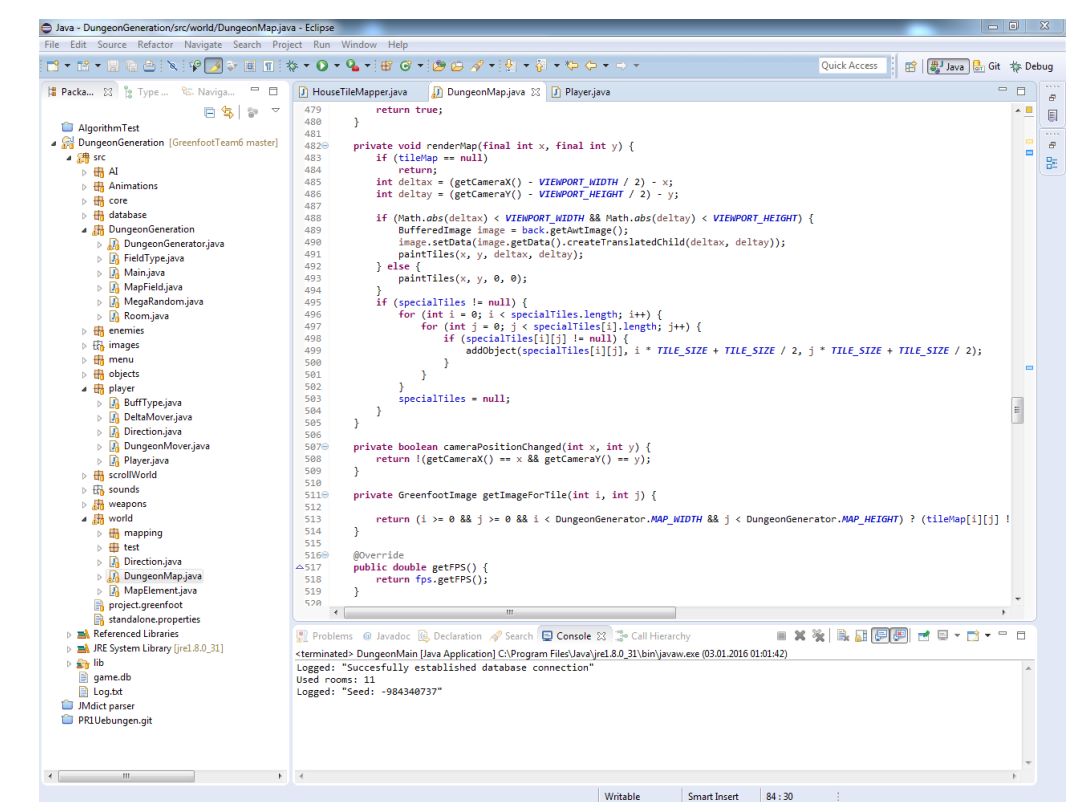 Java - DungeonGeneration/src/world/DungeonMap.java - Eclipse
File Edit Source Refactor Navigate Search Project Run Window Help
Quick Access Java Git Debug
Packa... Type ... Naviga...
AlgorithmTest
DungeonGeneration [GreenfootTeam6 master]
src
AI
Animations
core
database
DungeonGeneration
DungeonGenerator.java
FieldType.java
Main.java
MapField.java
MegaRandom.java
Room.java
enemies
images
menu
objects
player
BuffType.java
DeltaMover.java
Direction.java
DungeonMover.java
Player.java
scrollWorld
sounds
weapons
world
mapping
test
Direction.java
DungeonMap.java
MapElement.java
project.greenfoot
standalone.properties
Referenced Libraries
JRE System Library [jre1.8.0_31]
lib
game.db
Log.txt
JMdict parser
PR1Uebungen.git
HouseTileMapper.java DungeonMap.java Player.java
479 return true;
480 }
481
482 private void renderMap(final int x, final int y) {
483 if (tileMap == null)
484 return;
485 int deltax = (getCameraX() - VIEWPORT_WIDTH / 2) - x;
486 int deltay = (getCameraY() - VIEWPORT_HEIGHT / 2) - y;
487
488 if (Math.abs(deltax) < VIEWPORT_WIDTH && Math.abs(deltay) < VIEWPORT_HEIGHT) {
489 BufferedImage image = back.getAwtImage();
490 image.setData(image.getData().createTranslatedChild(deltax, deltay));
491 paintTiles(x, y, deltax, deltay);
492 } else {
493 paintTiles(x, y, 0, 0);
494 }
495 if (specialTiles != null) {
496 for (int i = 0; i < specialTiles.length; i++) {
497 for (int j = 0; j < specialTiles[i].length; j++) {
498 if (specialTiles[i][j] != null) {
499 addObject(specialTiles[i][j], i * TILE_SIZE + TILE_SIZE / 2, j * TILE_SIZE + TILE_SIZE / 2);
500 }
501 }
502 }
503 specialTiles = null;
504 }
505 }
506
507 private boolean cameraPositionChanged(int x, int y) {
508 return !(getCameraX() == x && getCameraY() == y);
509 }
510
511 private GreenfootImage getImageForTile(int i, int j) {
512
513 return (i >= 0 && j >= 0 && i < DungeonGenerator.MAP_WIDTH && j < DungeonGenerator.MAP_HEIGHT) ? (tileMap[i][j] !
514 }
515
516 @Override
517 public double getFPS() {
518 return fps.getFPS();
519 }
520
Problems @ Javadoc Declaration Search Console Call Hierarchy
<terminated> DungeonMain [Java Application] C:\Program Files\Java\jre1.8.0_31\bin\javaw.exe (03.01.2016 01:01:42)
Logged: "Succesfully established database connection"
Used rooms: 11
Logged: "Seed: -984340737"
Writable Smart Insert 84 : 30